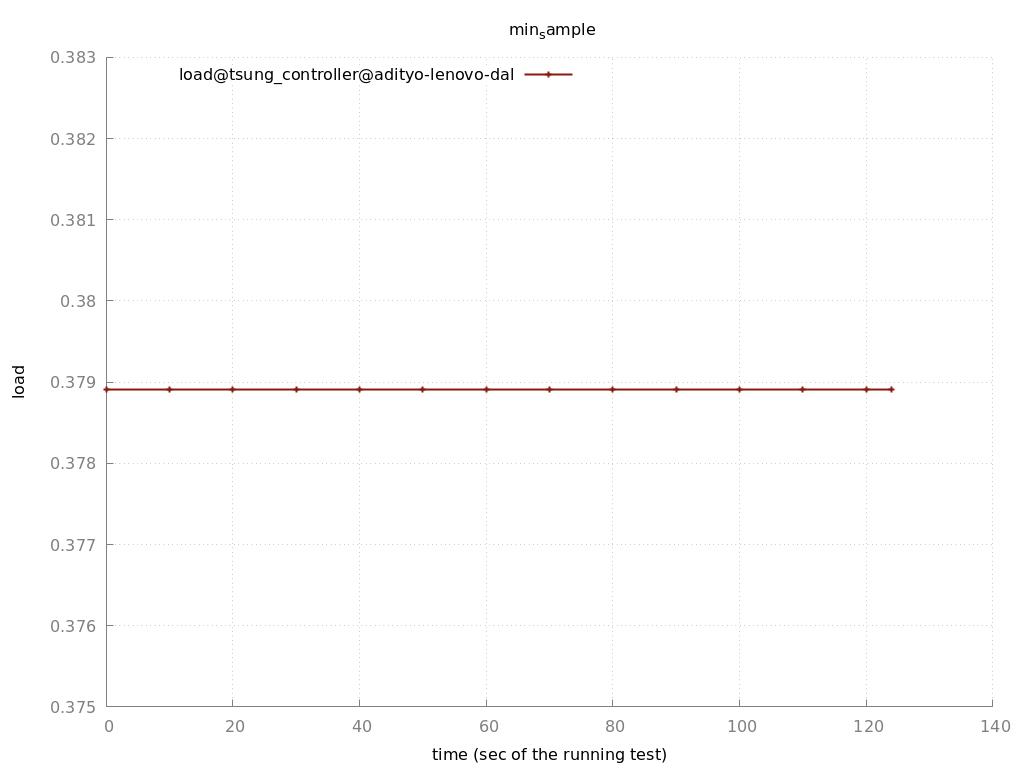 minsample
0.383
load@tsung_controller@adityo-lenovo-dal
0.382
0.381
0.38
0.379
0.378
0.377
0.376
0.375
load
0 20 40 60 80 100 120 140
time (sec of the running test)